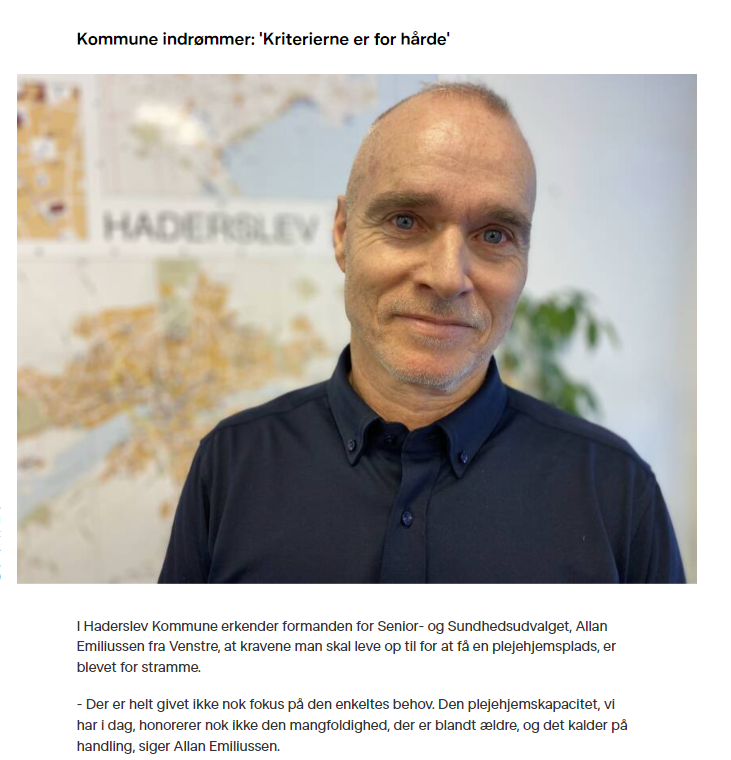 Kommune indrømmer: 'Kriterierne er for hårde'
HADERSLEV
I Haderslev Kommune erkender formanden for Senior- og Sundhedsudvalget, Allan
Emiliussen fra Venstre, at kravene man skal leve op til for at få en plejehjemsplads, er
blevet for stramme.
- Der er helt givet ikke nok fokus på den enkeltes behov. Den plejehjemskapacitet, vi
har i dag, honorerer nok ikke den mangfoldighed, der er blandt ældre, og det kalder på
handling, siger Allan Emiliussen.